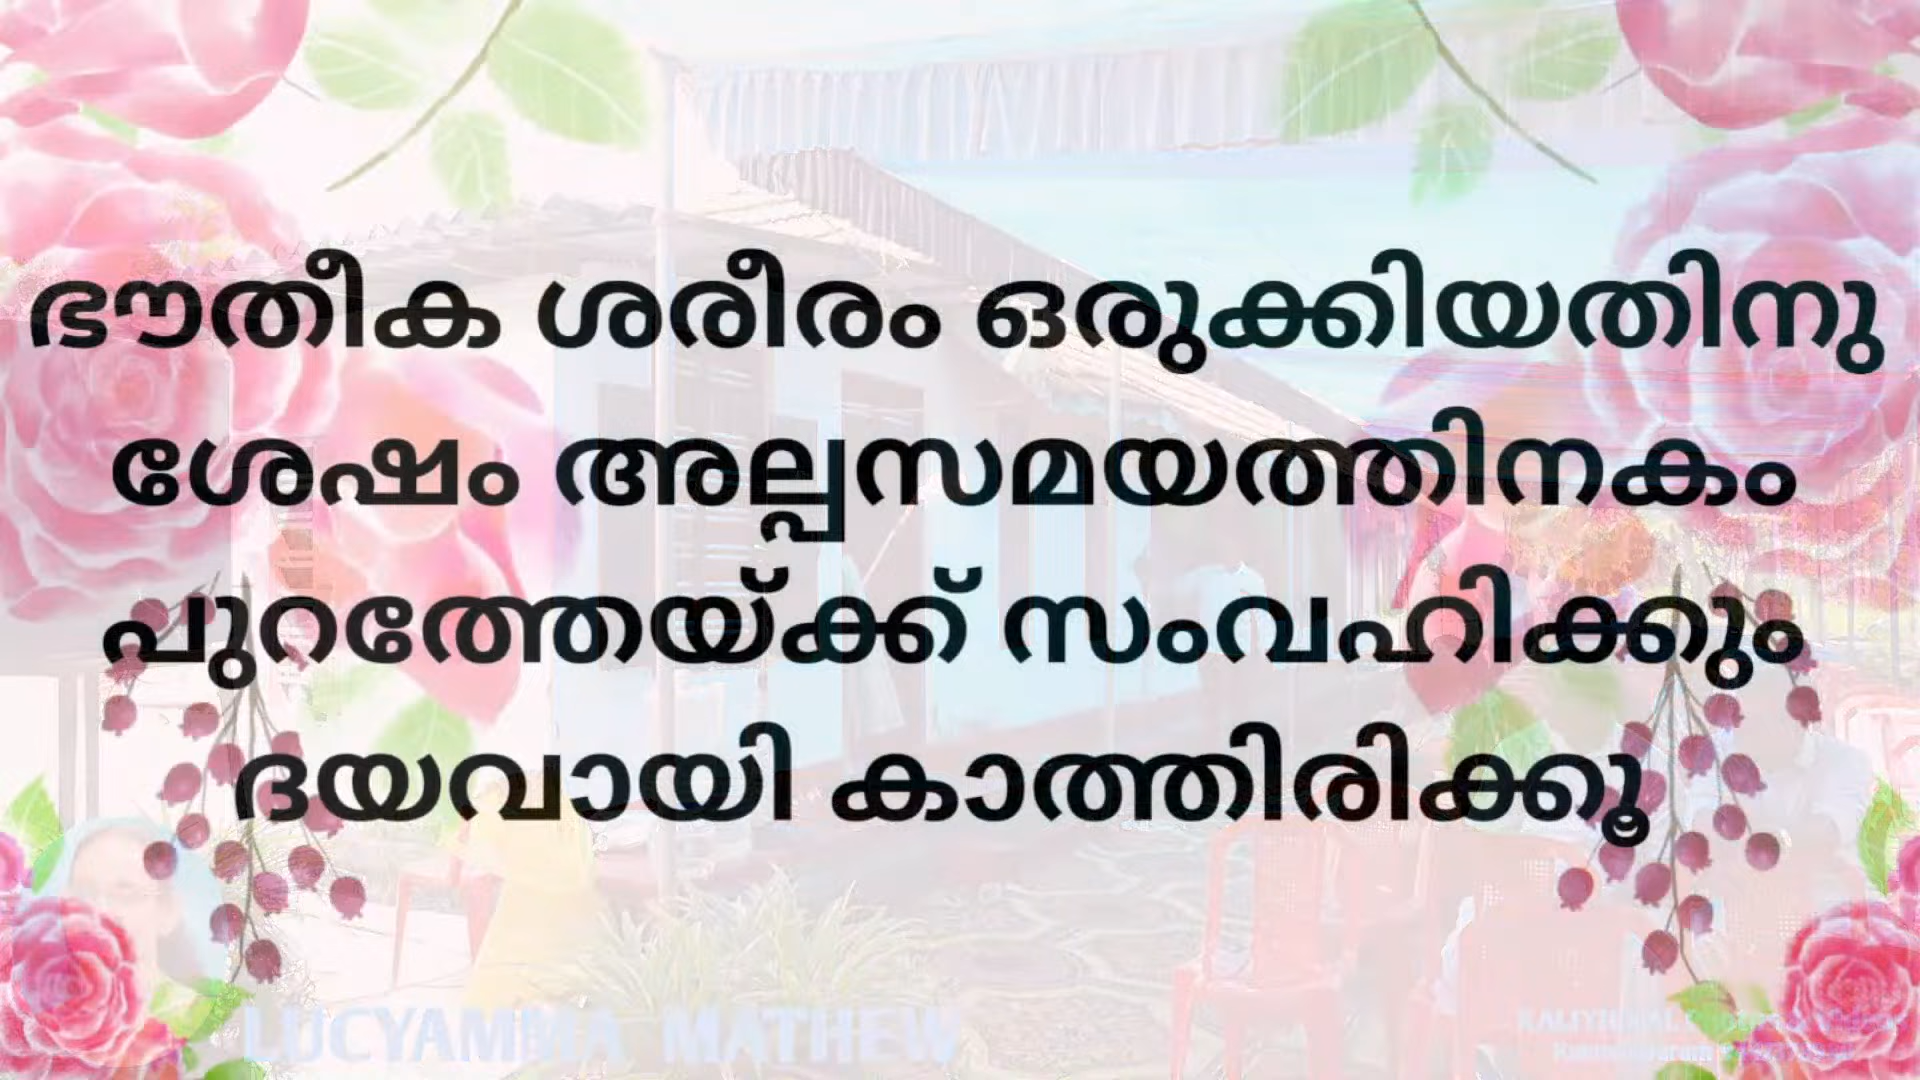 ഭൗതീക ശരീരം ഒരുക്കിയതിനു
ശേഷം അല്പസമയത്തിനകം
പുറത്തേയ്ക്ക് സംവഹിക്കും
ദയവായി കാത്തിരിക്കൂ
LUCYAMMA MATHEW